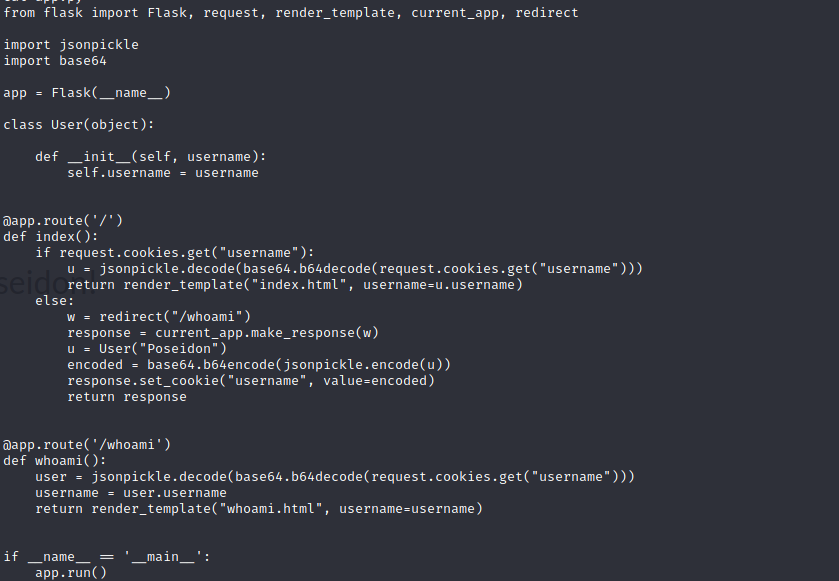 from flask import Flask, request, render_template, current_app, redirect
import jsonpickle
import base64
app = Flask(__name__)
class User(object):
def __init__(self, username):
self.username = username
@app.route('/')
def index():
if request.cookies.get("username"):
u = jsonpickle.decode(base64.b64decode(request.cookies.get("username")))
return render_template("index.html", username=u.username)
else:
w = redirect("/whoami")
response = current_app.make_response(w)
u = User("Poseidon")
encoded = base64.b64encode(jsonpickle.encode(u))
response.set_cookie("username", value=encoded)
return response
@app.route('/whoami')
def whoami():
user = jsonpickle.decode(base64.b64decode(request.cookies.get("username")))
username = user.username
return render_template("whoami.html", username=username)
if __name__ == '__main__':
app.run()